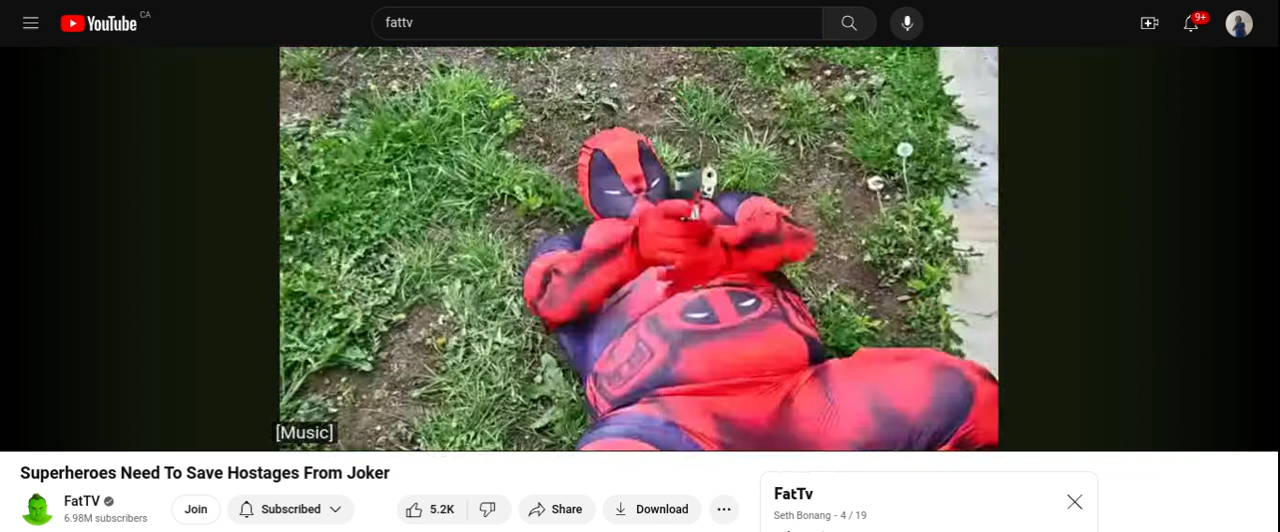 YouTube CA
fattv
9+
[Music]
Superheroes Need To Save Hostages From Joker
FatTV
6.98M subscribers
Join
Subscribed
5.2K
Share
Download
FatTv
Seth Bonang - 4 / 19